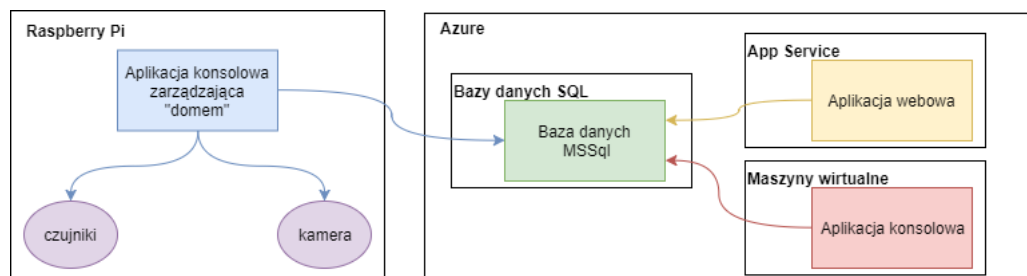 Raspberry Pi
Aplikacja konsolowa
zarządzająca
"domem"
czujniki
kamera
Azure
Bazy danych SQL
Baza danych
MSSql
App Service
Aplikacja webowa
Maszyny wirtualne
Aplikacja konsolowa